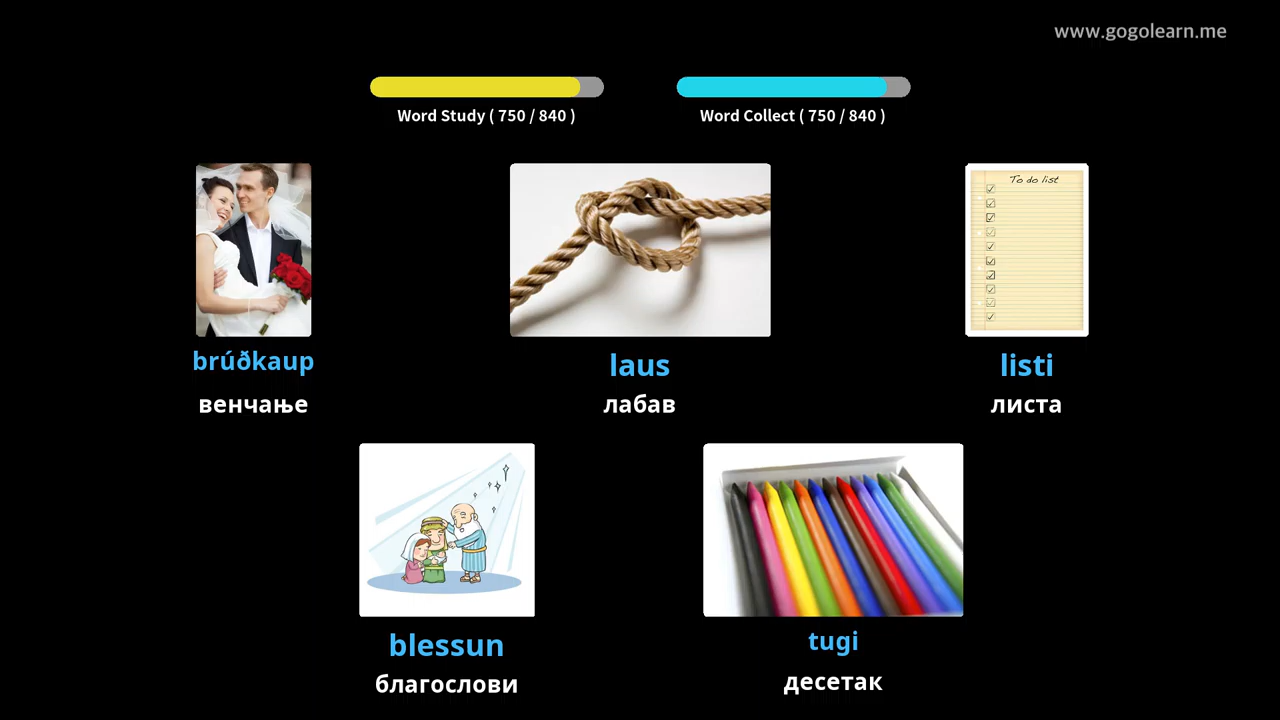 www.gogolearn.me
Word Study ( 750 / 840 )
Word Collect ( 750 / 840 )
To do list
brúðkaup
венчање
laus
лабав
listi
листа
blessun
благослови
tugi
десетак